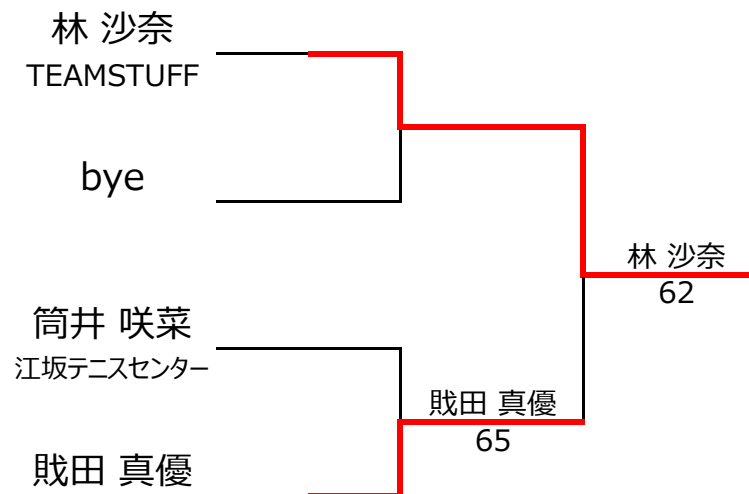 林 沙奈
TEAMSTUFF
bye
林 沙奈
62
筒井 咲菜
江坂テニスセンター
戝田 真優
65
戝田 真優